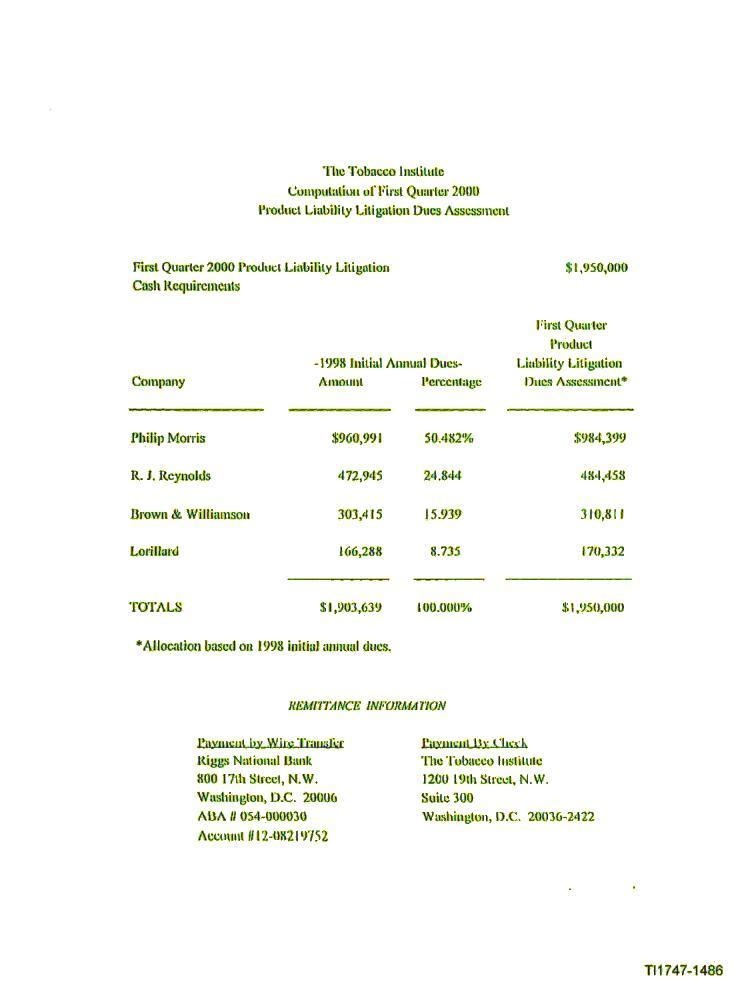 The Tobacco Institute
Computation of First Quarter 2000
Product Liability Litigation Dues Assessment
First Quarter 2000 Product Liability Litigation $1,950,000
Cash Requirements
First Quarter
Product
-1998 Initial Annual Dues- Liability Litigation
Company Amount Percentage Dues Assessment*
Philip Morris $960,991 50.482% $984,399
R. J. Reynolds 472,945 24.844 484,458
Brown & Williamson 303,415 15.939 310,811
Lorillard 166,288 8.735 170,332
TOTALS $1,903,639 100.000% $1,950,000
*Allocation based on 1998 initial annual dues.
REMITTANCE INFORMATION
Payment by Wire Transfer Payment By Check
Riggs National Bank The Tobacco Institute
800 17th Street, N.W. 1200 19th Street, N.W.
Washington, D.C. 20006 Suite 300
ABA # 054-000030 Washington, D.C. 20036-2422
Account #12-08219752
TI1747-1486